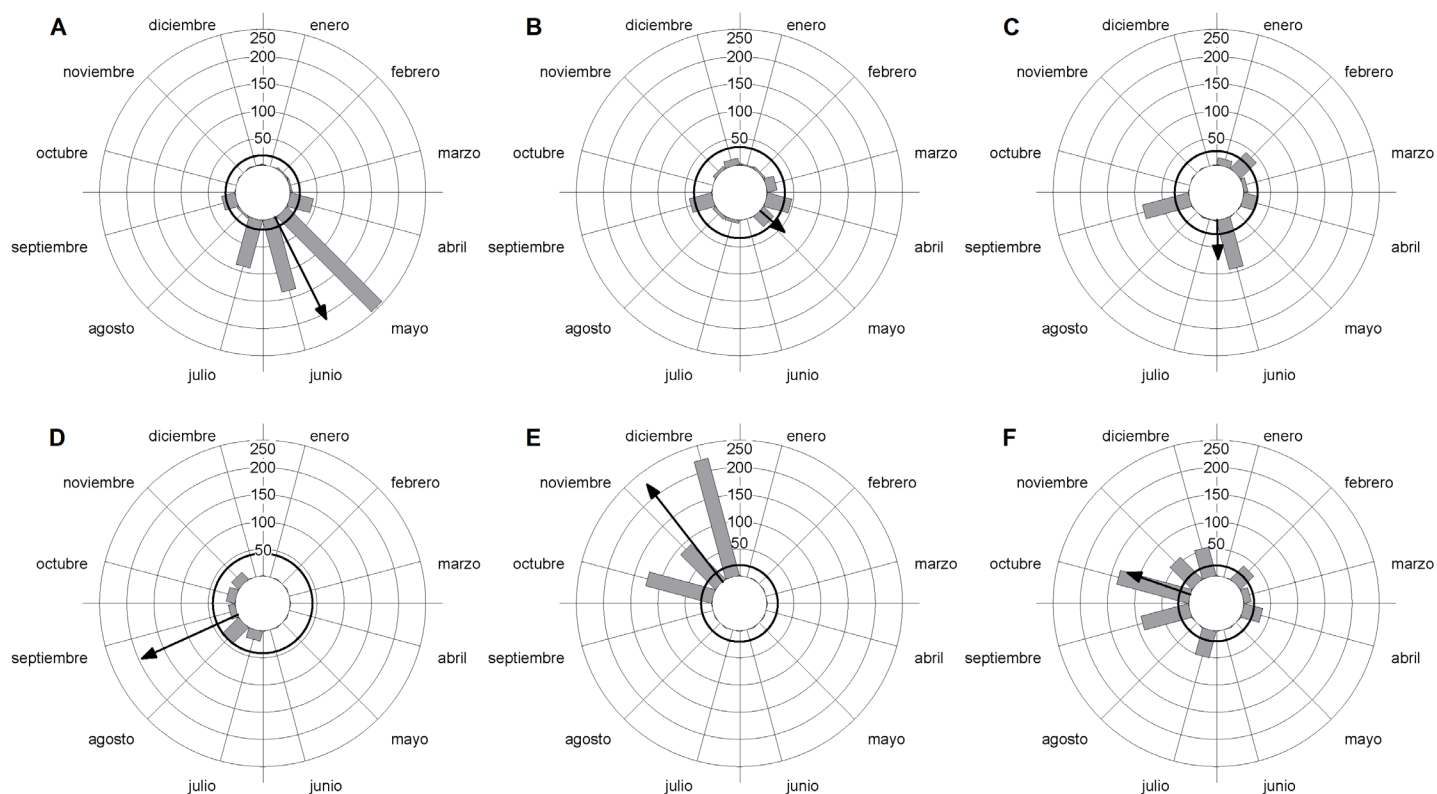 A
diciembre enero
250
noviembre 200 febrero
150
100
octubre 50 marzo
septiembre abril
agosto mayo
julio junio
B
diciembre enero
250
noviembre 200 febrero
150
100
octubre 50 marzo
septiembre abril
agosto mayo
julio junio
C
diciembre enero
250
noviembre 200 febrero
150
100
octubre 50 marzo
septiembre abril
agosto mayo
julio junio
D
diciembre enero
250
noviembre 200 febrero
150
100
octubre 50 marzo
septiembre abril
agosto mayo
julio junio
E
diciembre enero
250
noviembre 200 febrero
150
100
octubre 50 marzo
septiembre abril
agosto mayo
julio junio
F
diciembre enero
250
noviembre 200 febrero
150
100
octubre 50 marzo
septiembre abril
agosto mayo
julio junio